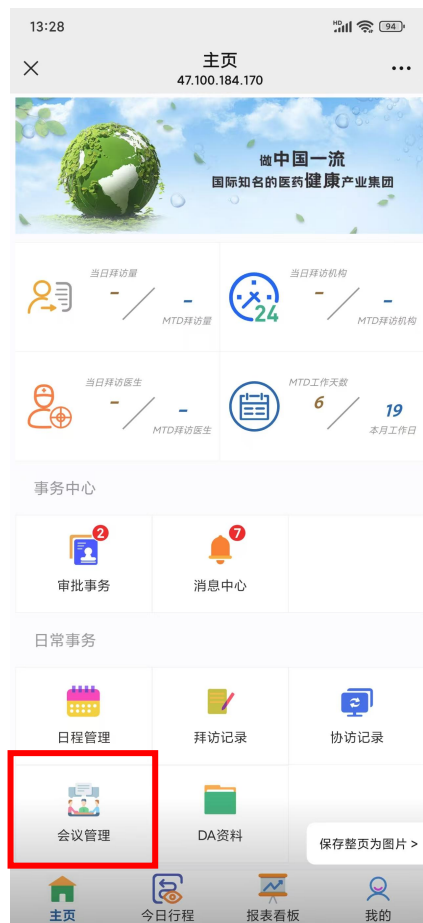 13:28
HD 94
主页
47.100.184.170
做中国一流
国际知名的医药健康产业集团
当日拜访量
- / -
MTD拜访量
当日拜访机构
24
- / -
MTD拜访机构
当日拜访医生
- / -
MTD拜访医生
MTD工作天数
6 / 19
本月工作日
事务中心
2
7
审批事务
消息中心
日常事务
日程管理
拜访记录
协访记录
会议管理
DA资料
保存整页为图片 >
主页
今日行程
报表看板
我的